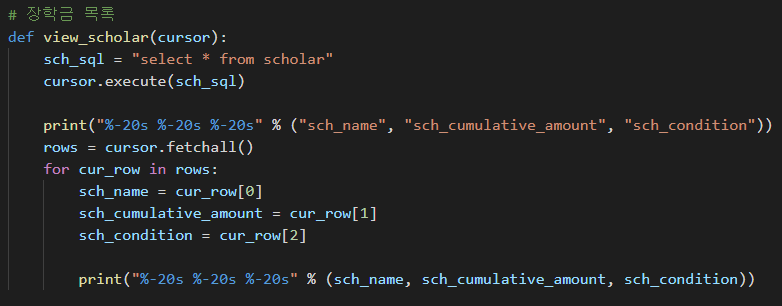 # 장학금 목록
def view_scholar(cursor):
    sch_sql = "select * from scholar"
    cursor.execute(sch_sql)

    print("%-20s %-20s %-20s" % ("sch_name", "sch_cumulative_amount", "sch_condition"))
    rows = cursor.fetchall()
    for cur_row in rows:
        sch_name = cur_row[0]
        sch_cumulative_amount = cur_row[1]
        sch_condition = cur_row[2]

        print("%-20s %-20s %-20s" % (sch_name, sch_cumulative_amount, sch_condition))